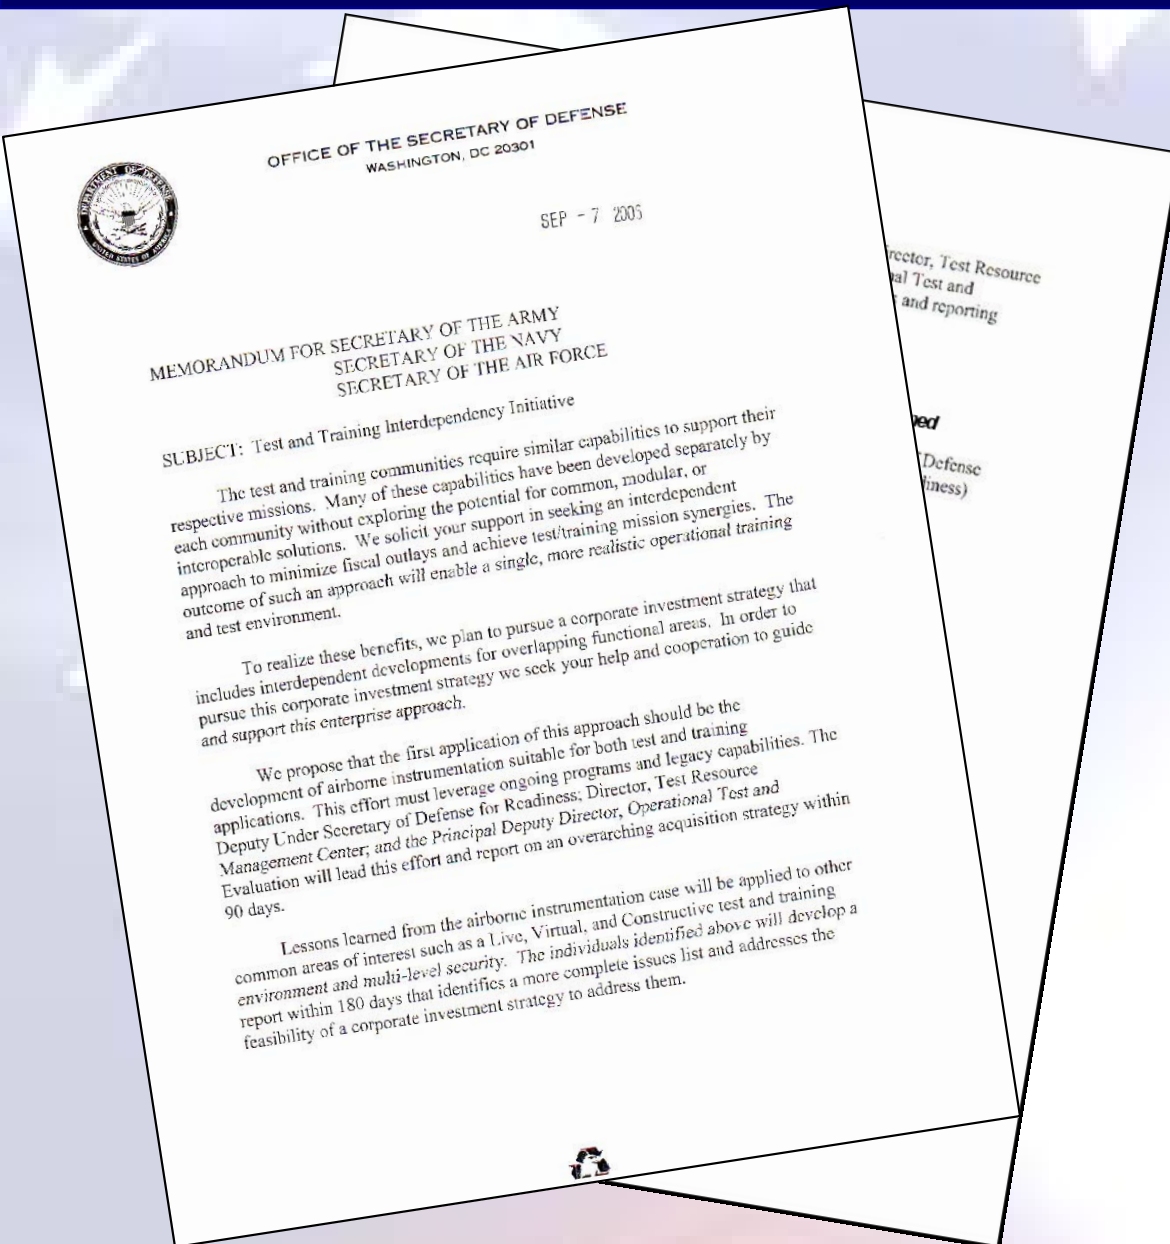 OFFICE OF THE SECRETARY OF DEFENSE
WASHINGTON, DC 20301
DEPARTMENT OF DEFENSE
UNITED STATES OF AMERICA
SEP - 7 2006
MEMORANDUM FOR SECRETARY OF THE ARMY
SECRETARY OF THE NAVY
SECRETARY OF THE AIR FORCE
SUBJECT: Test and Training Interdependency Initiative
The test and training communities require similar capabilities to support their
respective missions. Many of these capabilities have been developed separately by
each community without exploring the potential for common, modular, or
interoperable solutions. We solicit your support in seeking an interdependent
approach to minimize fiscal outlays and achieve test/training mission synergies. The
outcome of such an approach will enable a single, more realistic operational training
and test environment.
To realize these benefits, we plan to pursue a corporate investment strategy that
includes interdependent developments for overlapping functional areas. In order to
pursue this corporate investment strategy we seek your help and cooperation to guide
and support this enterprise approach.
We propose that the first application of this approach should be the
development of airborne instrumentation suitable for both test and training
applications. This effort must leverage ongoing programs and legacy capabilities. The
Deputy Under Secretary of Defense for Readiness; Director, Test Resource
Management Center; and the Principal Deputy Director, Operational Test and
Evaluation will lead this effort and report on an overarching acquisition strategy within
90 days.
Lessons learned from the airborne instrumentation case will be applied to other
common areas of interest such as a Live, Virtual, and Constructive test and training
environment and multi-level security. The individuals identified above will develop a
report within 180 days that identifies a more complete issues list and addresses the
feasibility of a corporate investment strategy to address them.
rector, Test Resource
al Test and
and reporting
ned
Defense
liness)